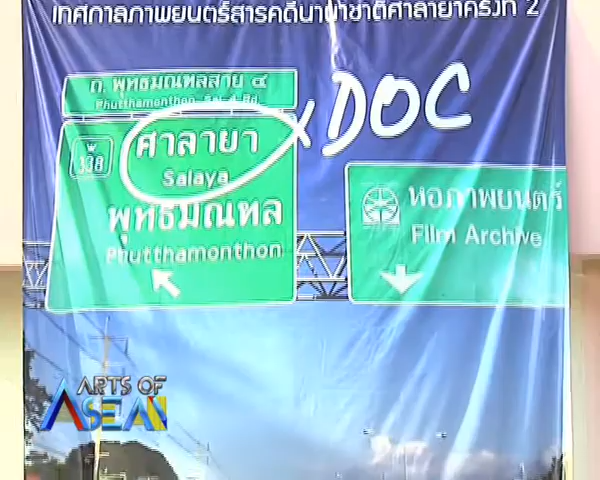 เทศกาลภาพยนตร์สารคดีนานาชาติศาลายาครั้งที่ 2
ถ. พุทธมณฑลสาย ๔
Phutthamonthon Sai 4 Rd.
338
ศาลายา
Salaya
DOC
พุทธมณฑล
Phutthamonthon
หอภาพยนตร์
Film Archive
ARTS OF
ASEAN